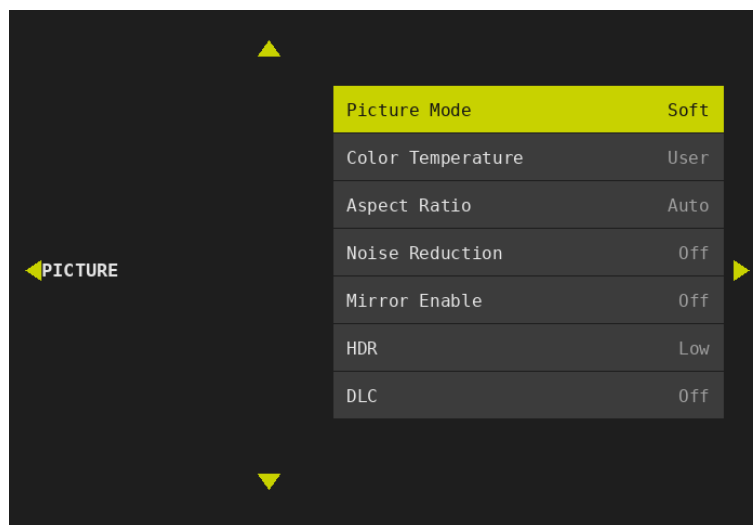 Picture Mode Soft
Color Temperature User
Aspect Ratio Auto
Noise Reduction Off
PICTURE
Mirror Enable Off
HDR Low
DLC Off